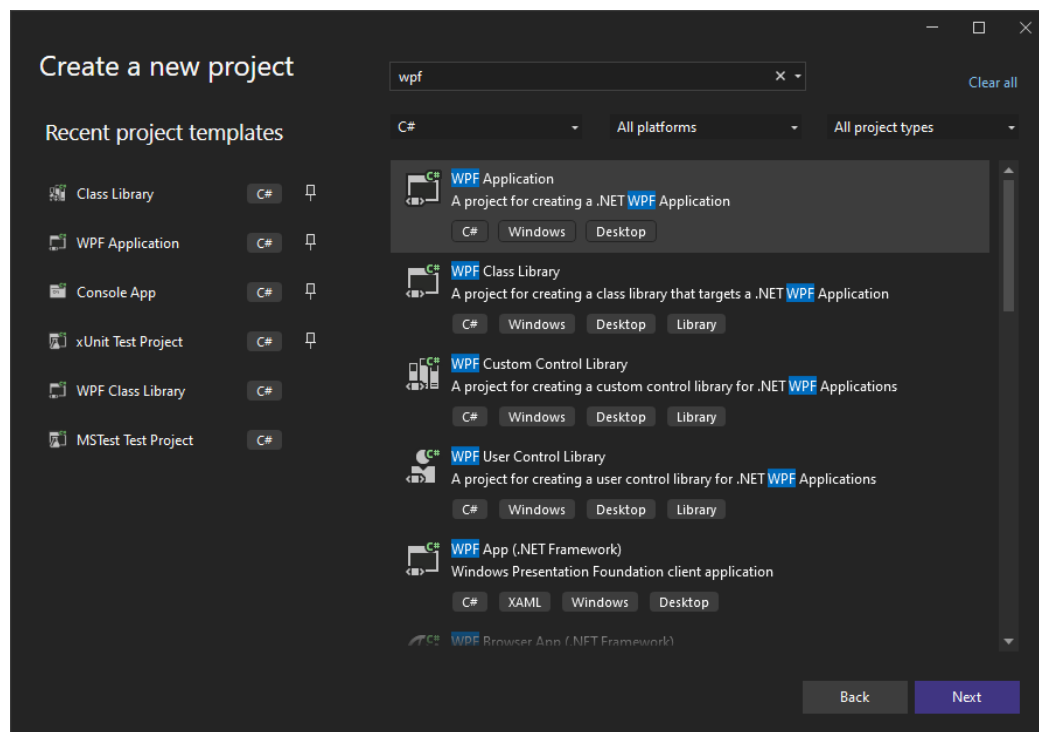 Create a new project
wpf
Clear all
Recent project templates
C#
All platforms
All project types
Class Library
C#
WPF Application
C#
Console App
C#
xUnit Test Project
C#
WPF Class Library
C#
MSTest Test Project
C#
C#
WPF Application
A project for creating a .NET WPF Application
C# Windows Desktop
C#
WPF Class Library
A project for creating a class library that targets a .NET WPF Application
C# Windows Desktop Library
C#
WPF Custom Control Library
A project for creating a custom control library for .NET WPF Applications
C# Windows Desktop Library
C#
WPF User Control Library
A project for creating a user control library for .NET WPF Applications
C# Windows Desktop Library
C#
WPF App (.NET Framework)
Windows Presentation Foundation client application
C# XAML Windows Desktop
C#
WPF Browser App (.NET Framework)
Back
Next